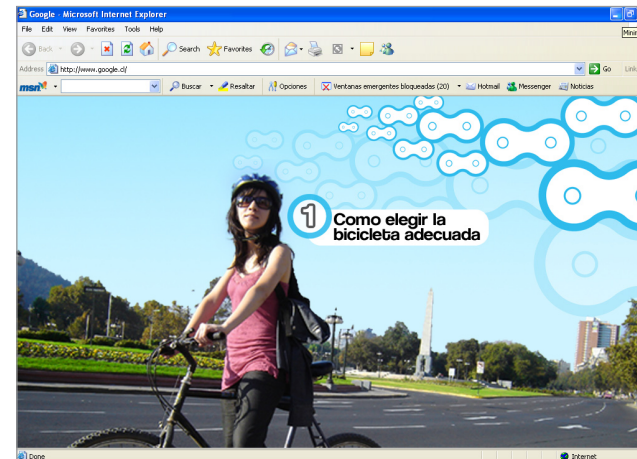 Google - Microsoft Internet Explorer
File Edit View Favorites Tools Help
Back Search Favorites
Address http://www.google.cl/ Go
msn Buscar Resaltar Opciones Ventanas emergentes bloqueadas (20) Hotmail Messenger Noticias
1 Como elegir la
bicicleta adecuada
Done Internet